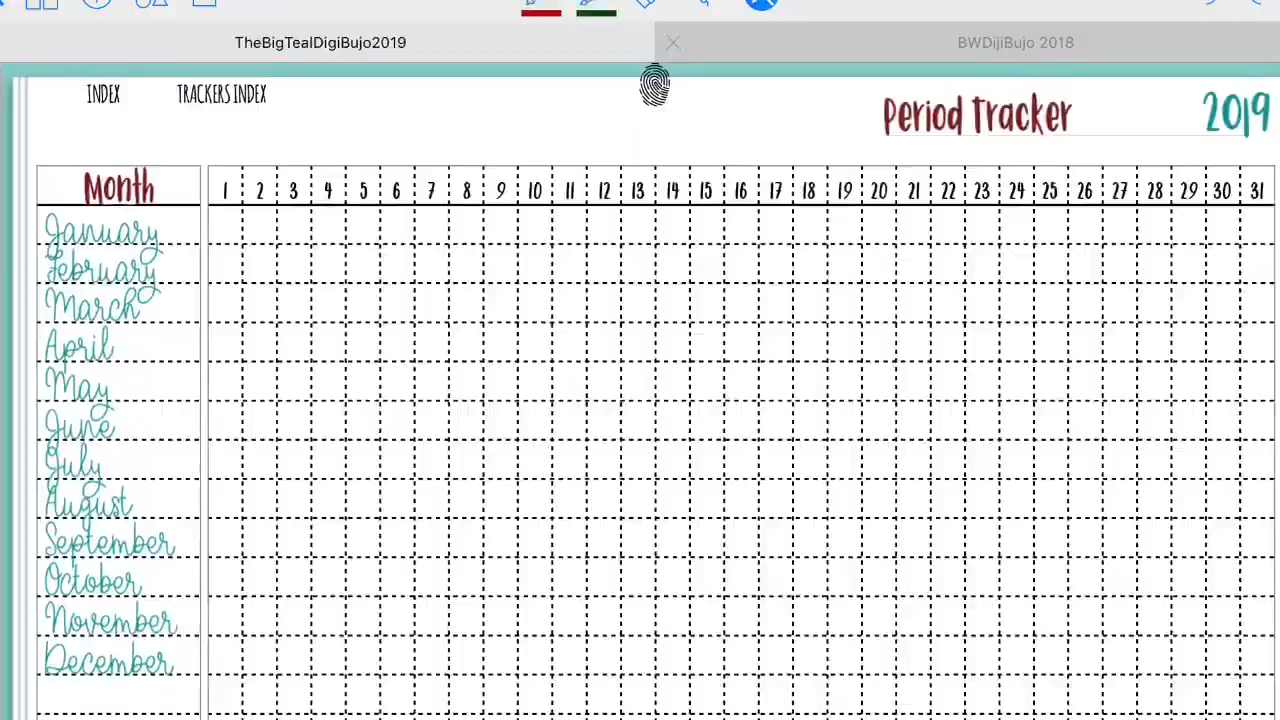 TheBigTealDigiBujo2019 BWDijiBujo 2018
INDEX TRACKERS INDEX
Period Tracker 2019
Month 1 2 3 4 5 6 7 8 9 10 11 12 13 14 15 16 17 18 19 20 21 22 23 24 25 26 27 28 29 30 31
January
February
March
April
May
June
July
August
September
October
November
December